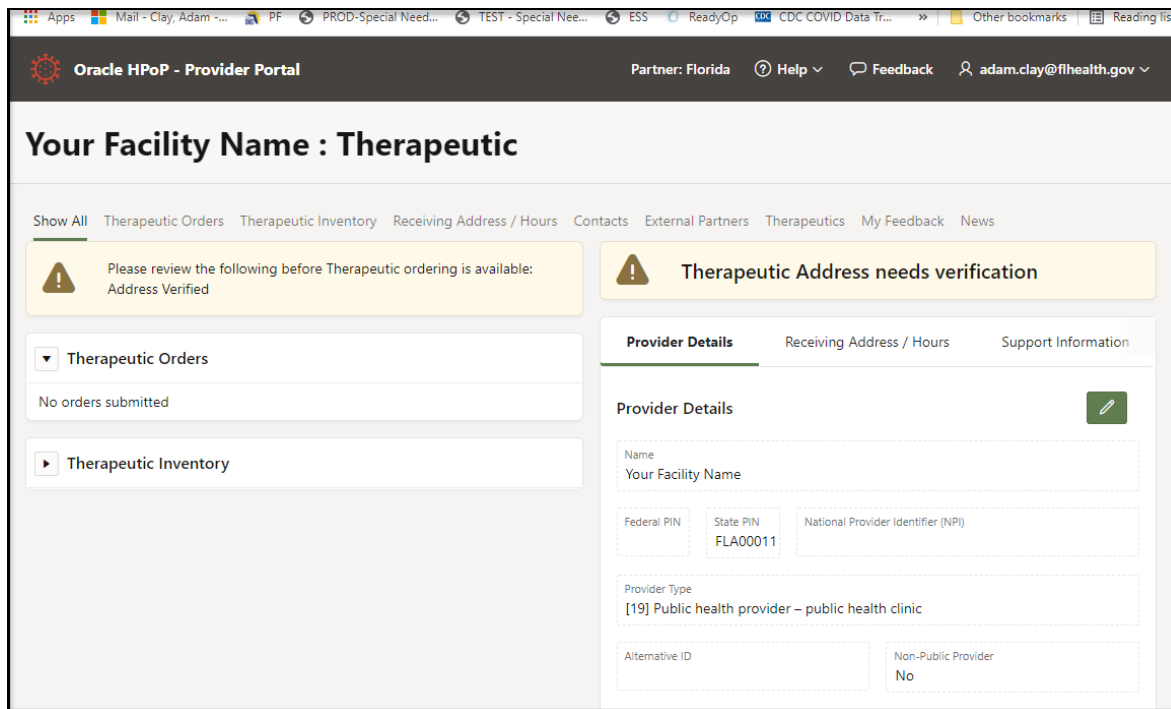 Apps Mail - Clay, Adam -... PF PROD-Special Need... TEST - Special Nee... ESS ReadyOp CDC COVID Data Tr... » Other bookmarks Reading lis
Oracle HPoP - Provider Portal Partner: Florida Help Feedback adam.clay@flhealth.gov
Your Facility Name : Therapeutic
Show All Therapeutic Orders Therapeutic Inventory Receiving Address / Hours Contacts External Partners Therapeutics My Feedback News
Please review the following before Therapeutic ordering is available:
Address Verified
Therapeutic Address needs verification
Therapeutic Orders
No orders submitted
Therapeutic Inventory
Provider Details Receiving Address / Hours Support Information
Provider Details
Name
Your Facility Name
Federal PIN State PIN National Provider Identifier (NPI)
FLA00011
Provider Type
[19] Public health provider – public health clinic
Alternative ID Non-Public Provider
No